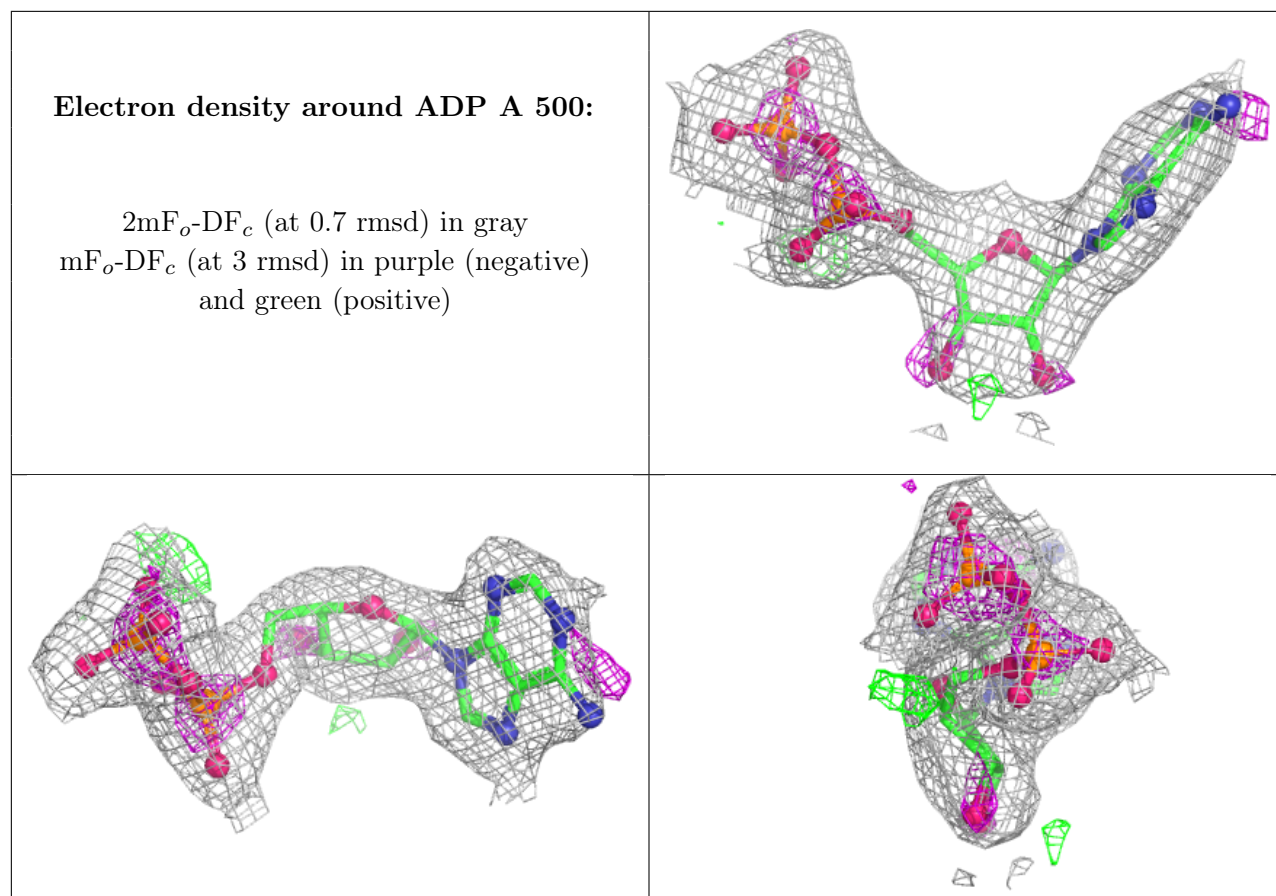 Electron density around ADP A 500:
2mFo-DFc (at 0.7 rmsd) in gray
mFo-DFc (at 3 rmsd) in purple (negative)
and green (positive)